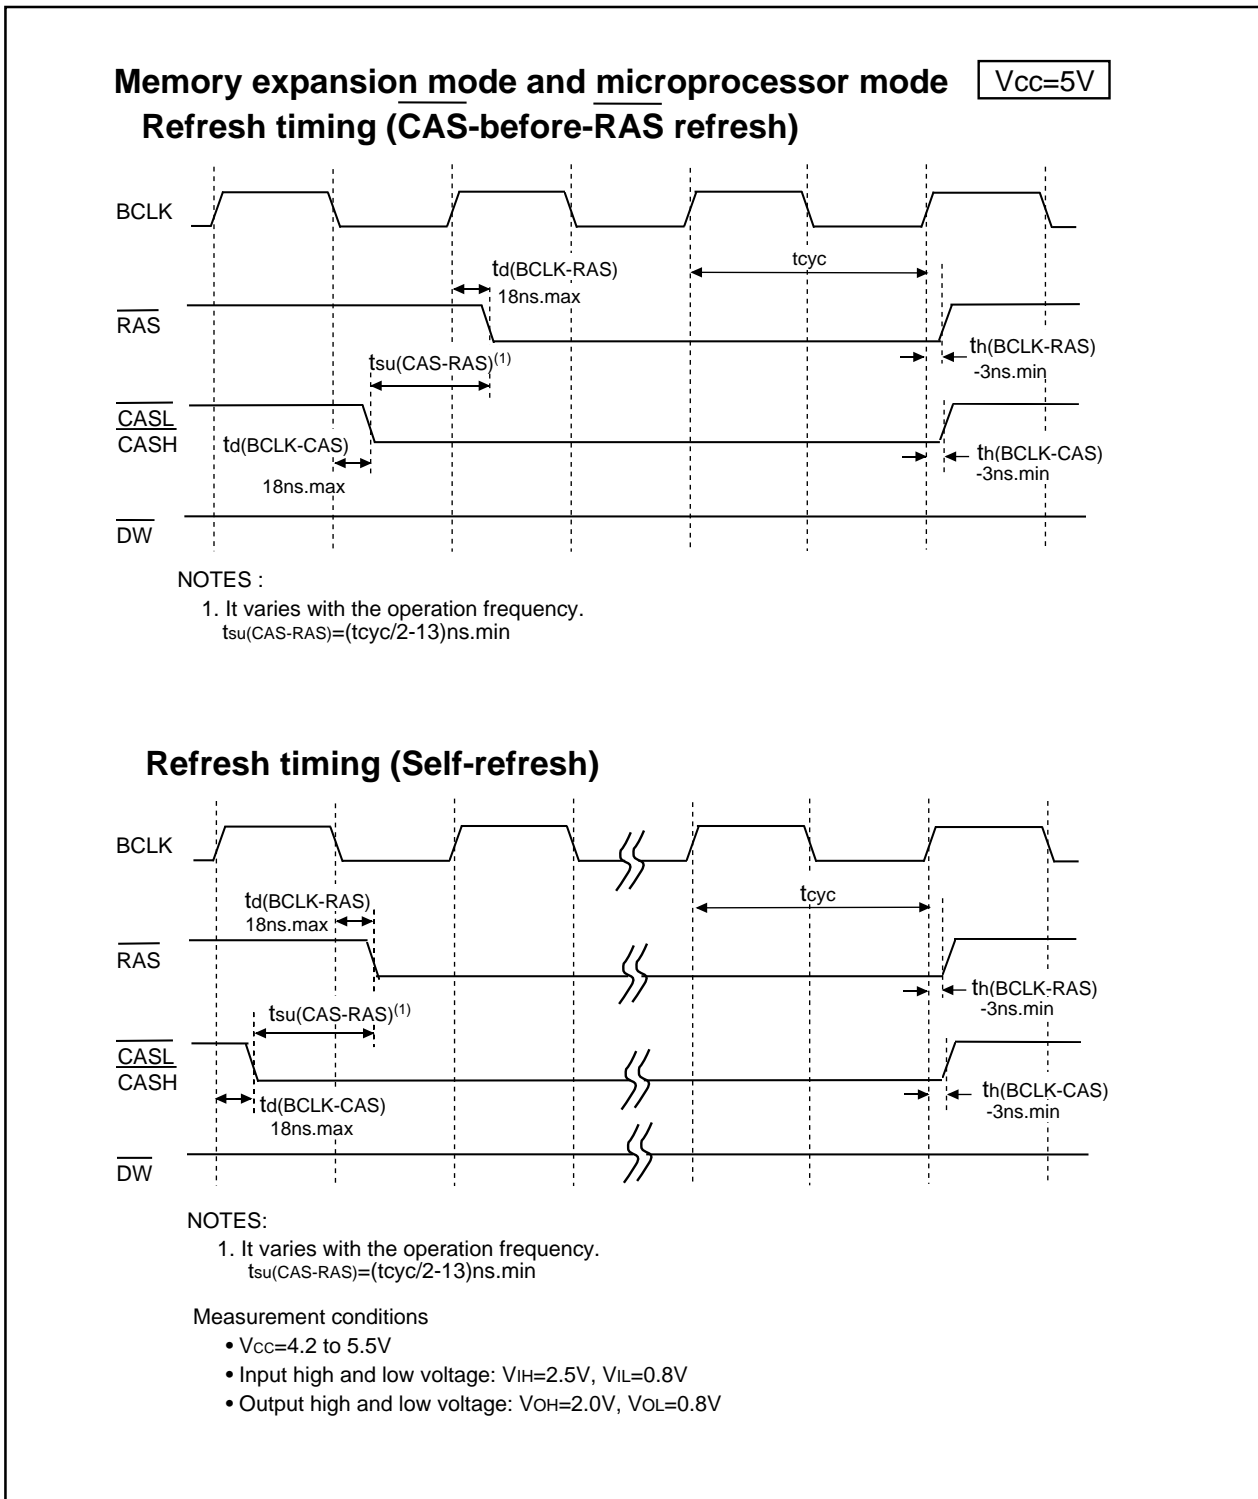 Memory expansion mode and microprocessor mode
Vcc=5V
Refresh timing (CAS-before-RAS refresh)
BCLK
td(BCLK-RAS)
18ns.max
tcyc
RAS
tsu(CAS-RAS)(1)
th(BCLK-RAS)
-3ns.min
CASL
CASH
td(BCLK-CAS)
18ns.max
th(BCLK-CAS)
-3ns.min
DW
NOTES :
1. It varies with the operation frequency.
tsu(CAS-RAS)=(tcyc/2-13)ns.min
Refresh timing (Self-refresh)
BCLK
td(BCLK-RAS)
18ns.max
tcyc
RAS
tsu(CAS-RAS)(1)
th(BCLK-RAS)
-3ns.min
CASL
CASH
td(BCLK-CAS)
18ns.max
th(BCLK-CAS)
-3ns.min
DW
NOTES:
1. It varies with the operation frequency.
tsu(CAS-RAS)=(tcyc/2-13)ns.min
Measurement conditions
• VCC=4.2 to 5.5V
• Input high and low voltage: VIH=2.5V, VIL=0.8V
• Output high and low voltage: VOH=2.0V, VOL=0.8V